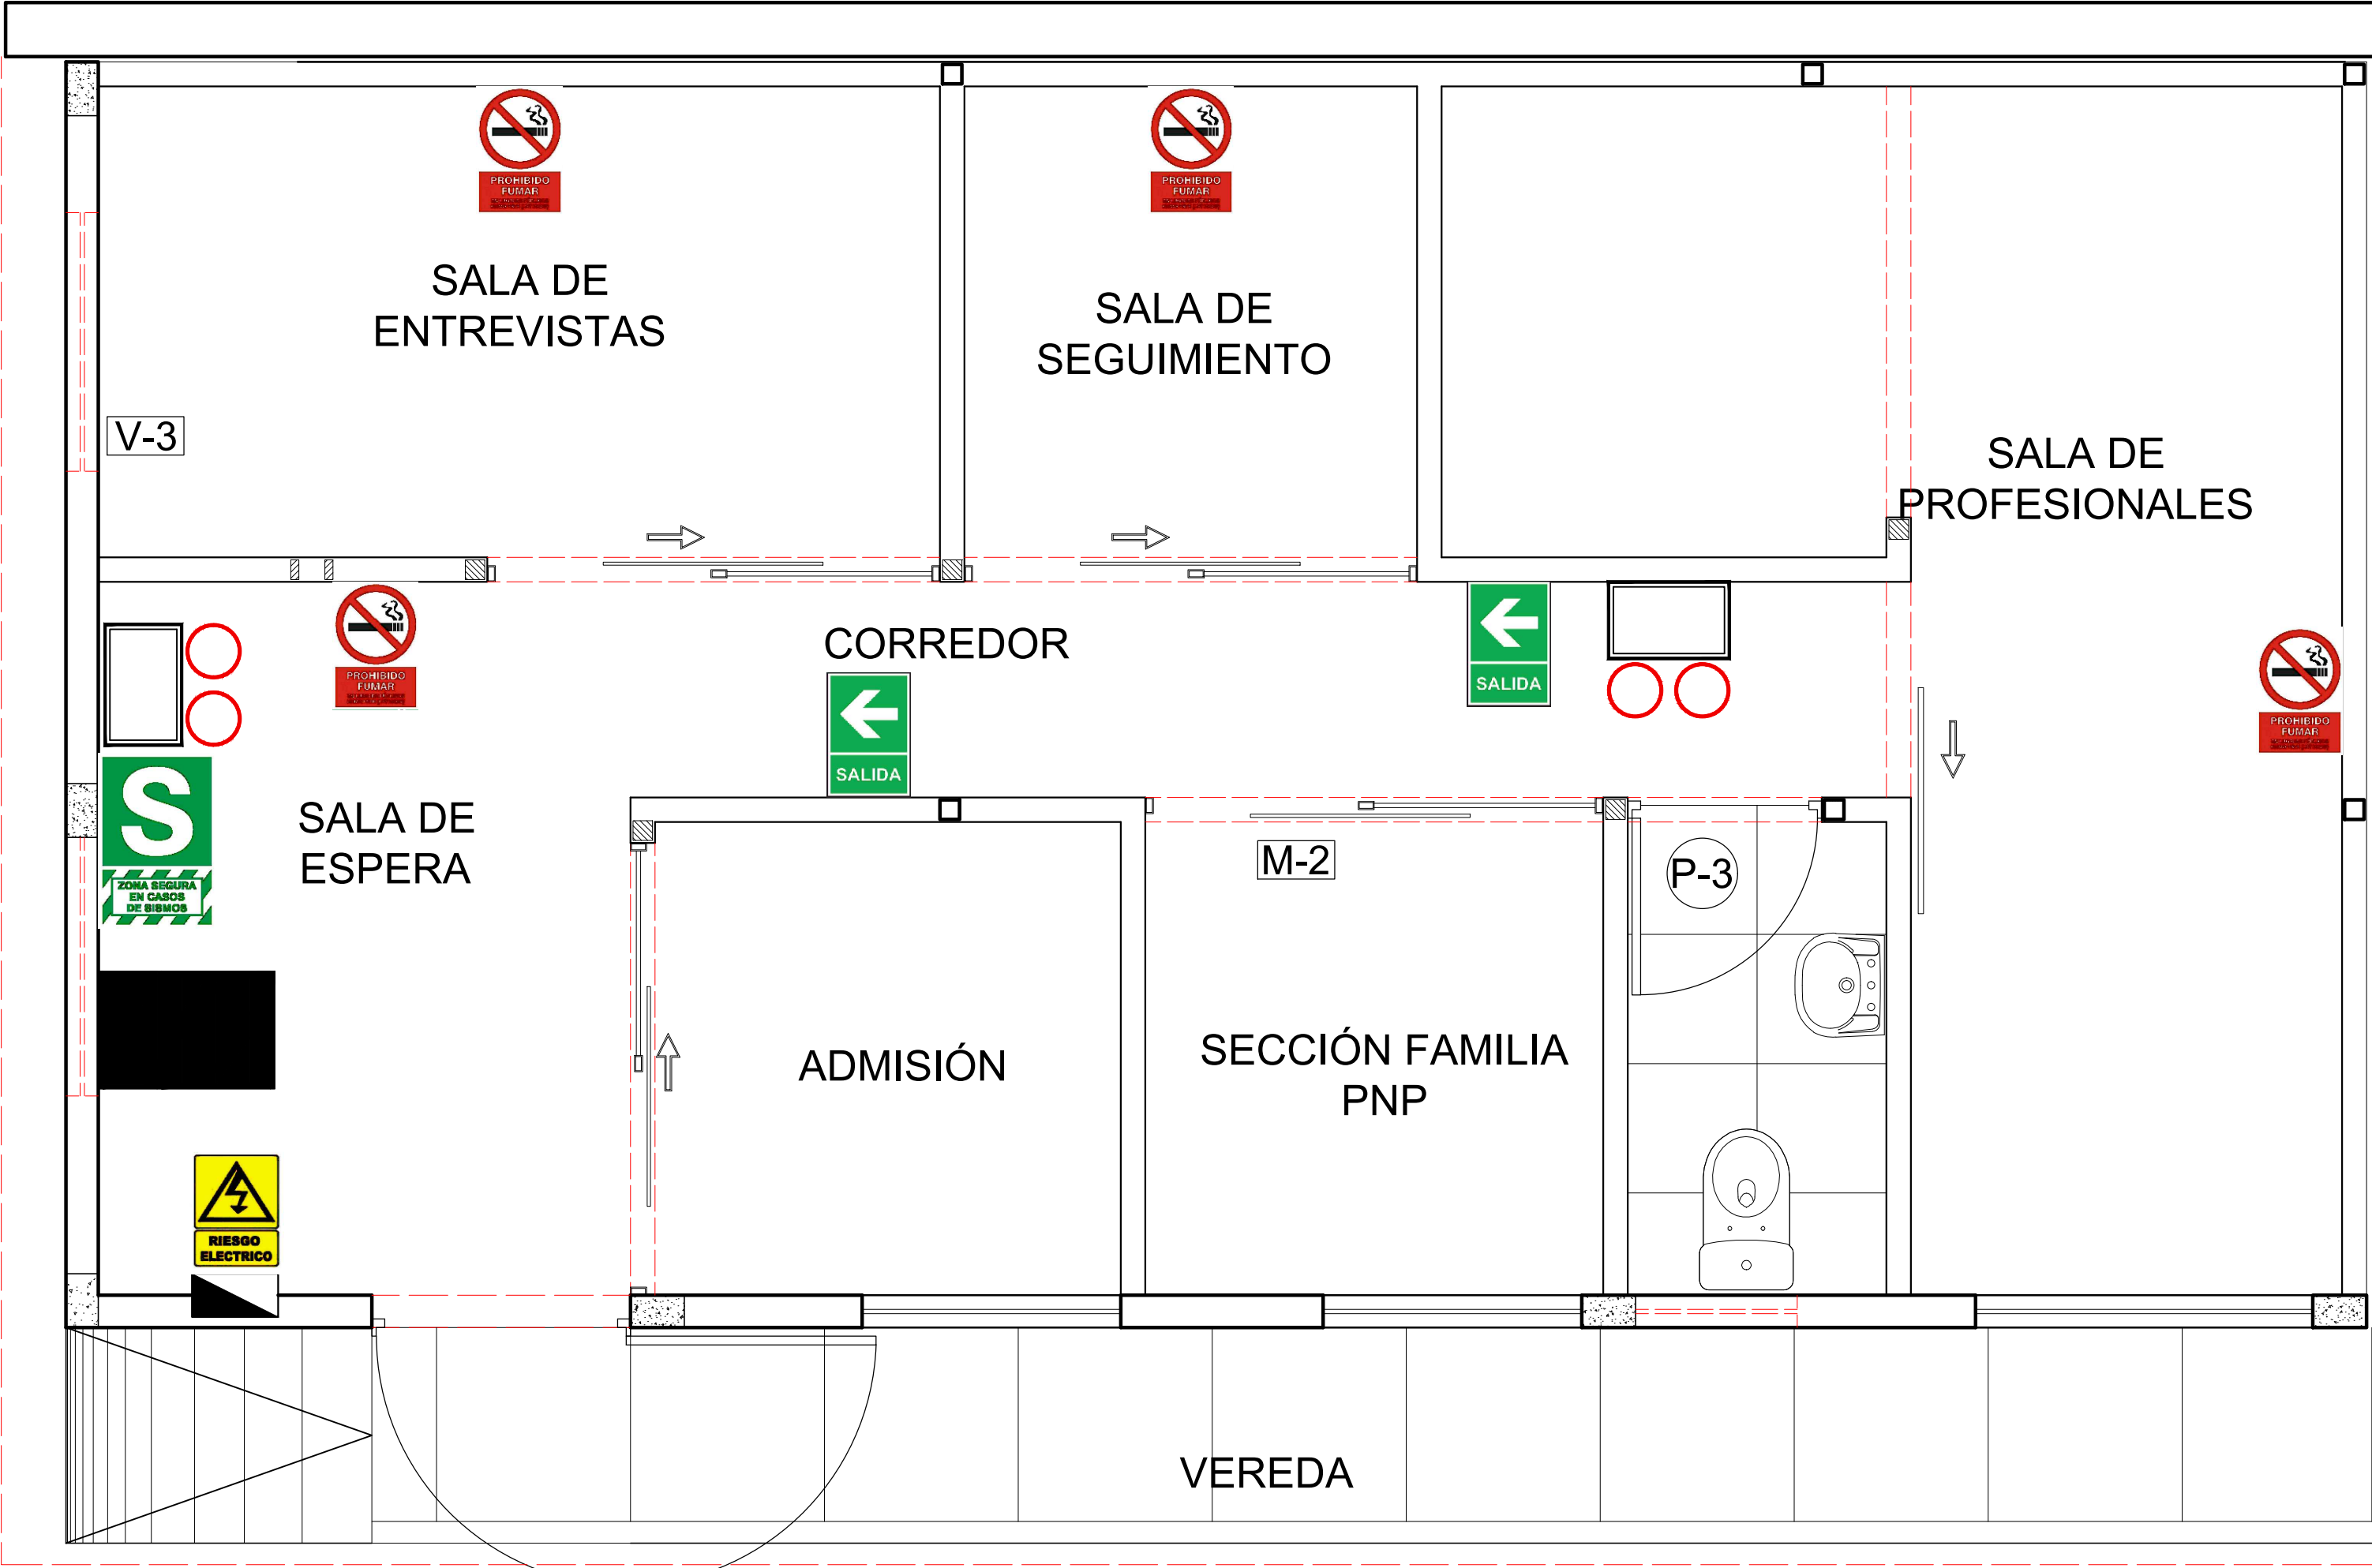 PROHIBIDO
FUMAR
PROHIBIDO
FUMAR
SALA DE
ENTREVISTAS
SALA DE
SEGUIMIENTO
V-3
SALA DE
PROFESIONALES
PROHIBIDO
FUMAR
CORREDOR
SALIDA
SALIDA
PROHIBIDO
FUMAR
S
ZONA SEGURA
EN CASOS
DE SISMOS
SALA DE
ESPERA
M-2
P-3
ADMISIÓN
SECCIÓN FAMILIA
PNP
RIESGO
ELECTRICO
VEREDA